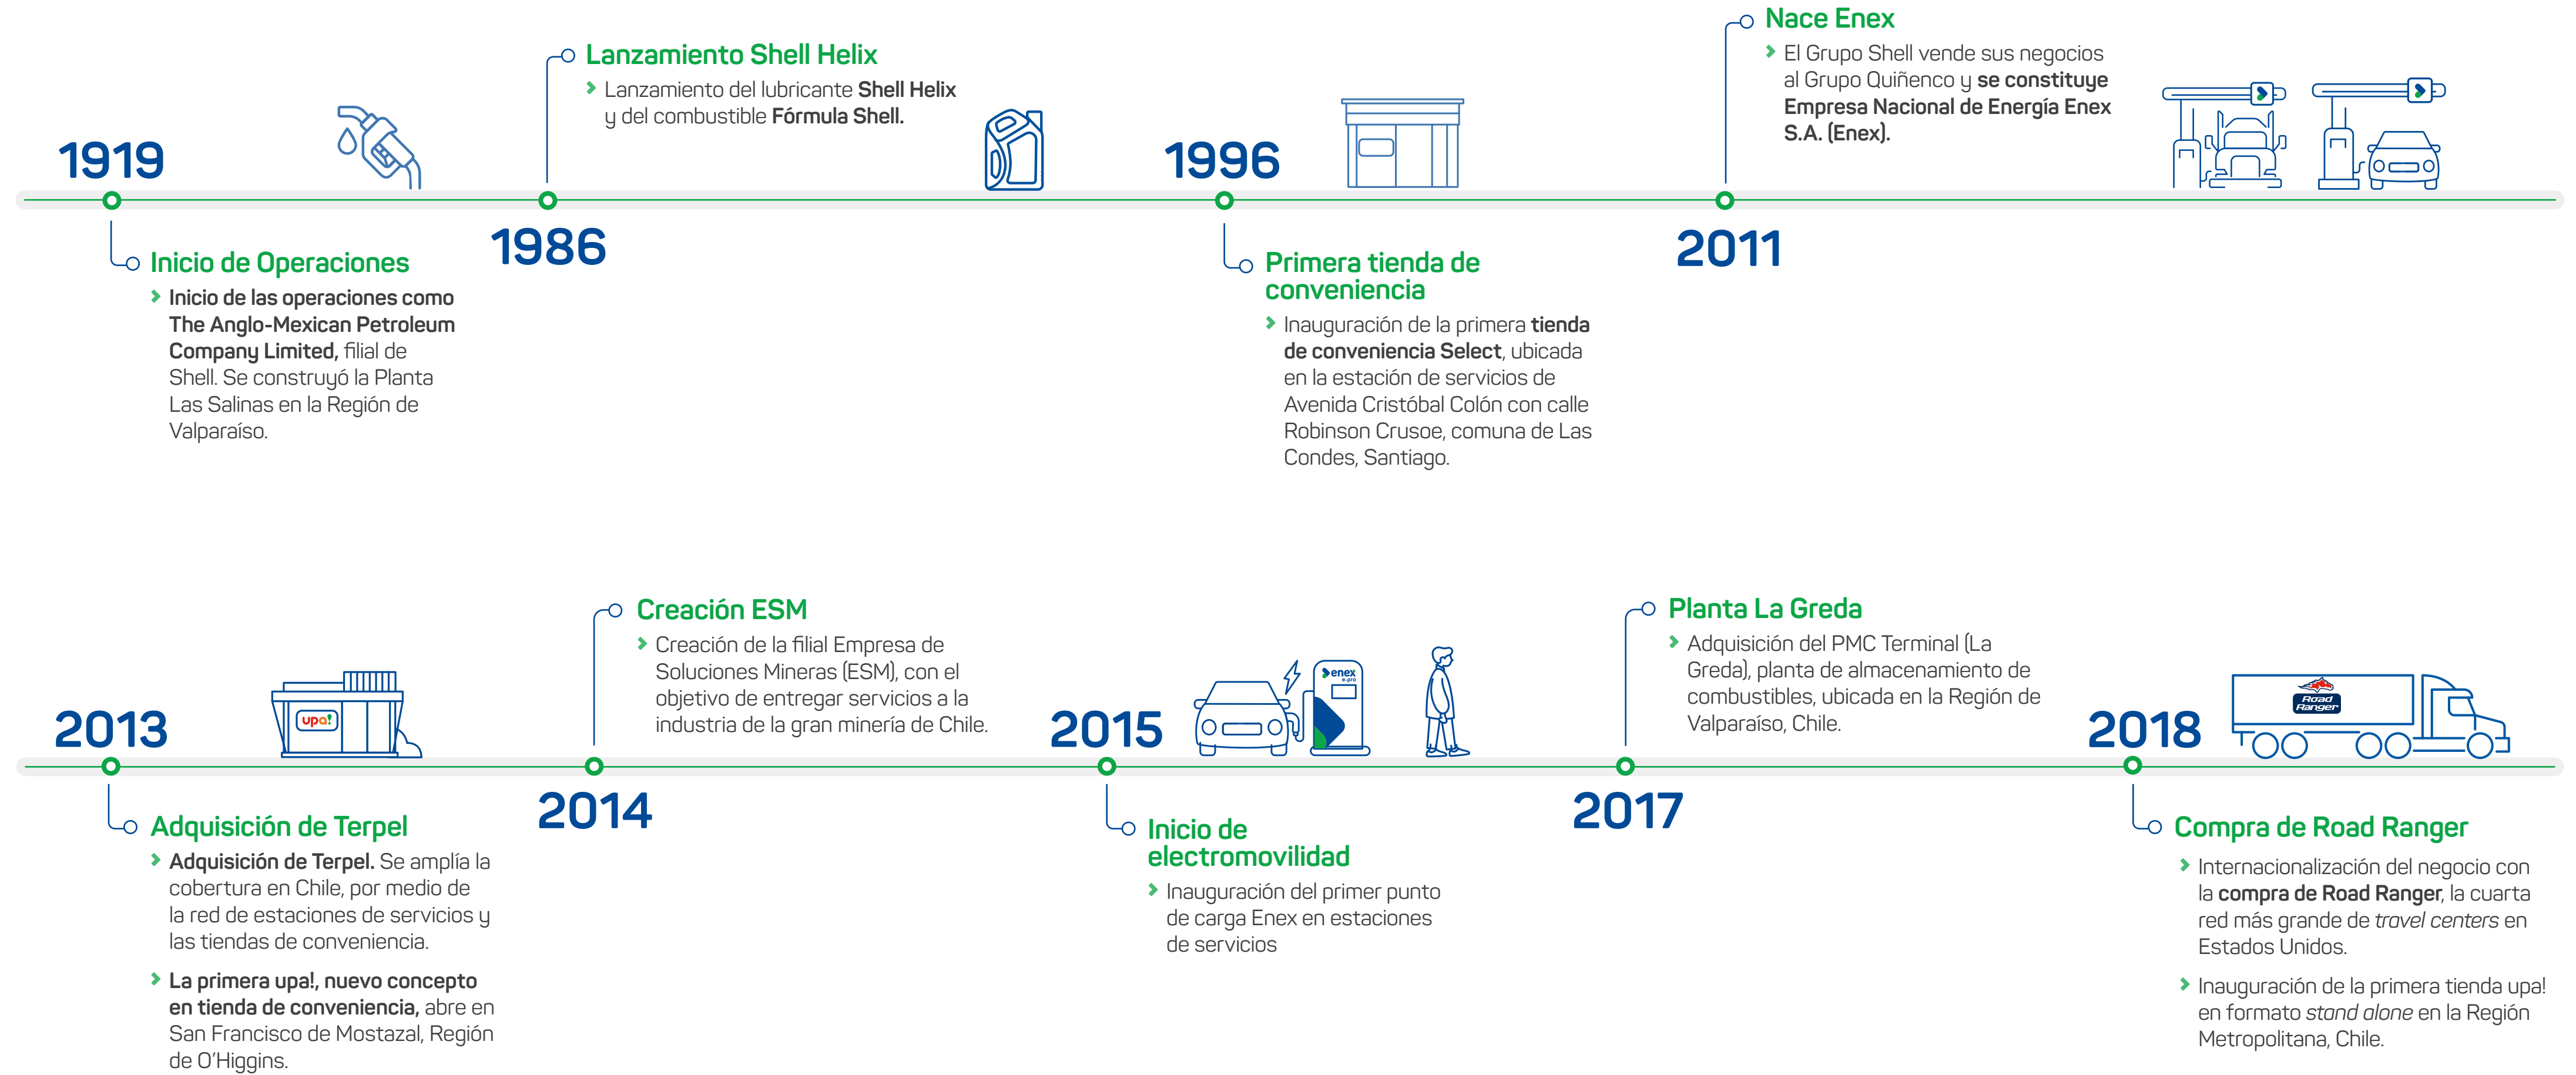 1919
Inicio de Operaciones
Inicio de las operaciones como
The Anglo-Mexican Petroleum
Company Limited, filial de
Shell. Se construyó la Planta
Las Salinas en la Región de
Valparaíso.
Lanzamiento Shell Helix
Lanzamiento del lubricante Shell Helix
y del combustible Fórmula Shell.
1986
1996
Primera tienda de
conveniencia
Inauguración de la primera tienda
de conveniencia Select, ubicada
en la estación de servicios de
Avenida Cristóbal Colón con calle
Robinson Crusoe, comuna de Las
Condes, Santiago.
Nace Enex
El Grupo Shell vende sus negocios
al Grupo Quiñenco y se constituye
Empresa Nacional de Energía Enex
S.A. (Enex).
2011
2013
upa!
Adquisición de Terpel
Adquisición de Terpel. Se amplía la
cobertura en Chile, por medio de
la red de estaciones de servicios y
las tiendas de conveniencia.
La primera upa!, nuevo concepto
en tienda de conveniencia, abre en
San Francisco de Mostazal, Región
de O'Higgins.
Creación ESM
Creación de la filial Empresa de
Soluciones Mineras (ESM), con el
objetivo de entregar servicios a la
industria de la gran minería de Chile.
2014
2015
enex
e-pro
Inicio de
electromovilidad
Inauguración del primer punto
de carga Enex en estaciones
de servicios
Planta La Greda
Adquisición del PMC Terminal (La
Greda), planta de almacenamiento de
combustibles, ubicada en la Región de
Valparaíso, Chile.
2017
2018
Road
Ranger
Compra de Road Ranger
Internacionalización del negocio con
la compra de Road Ranger, la cuarta
red más grande de travel centers en
Estados Unidos.
Inauguración de la primera tienda upa!
en formato stand alone en la Región
Metropolitana, Chile.